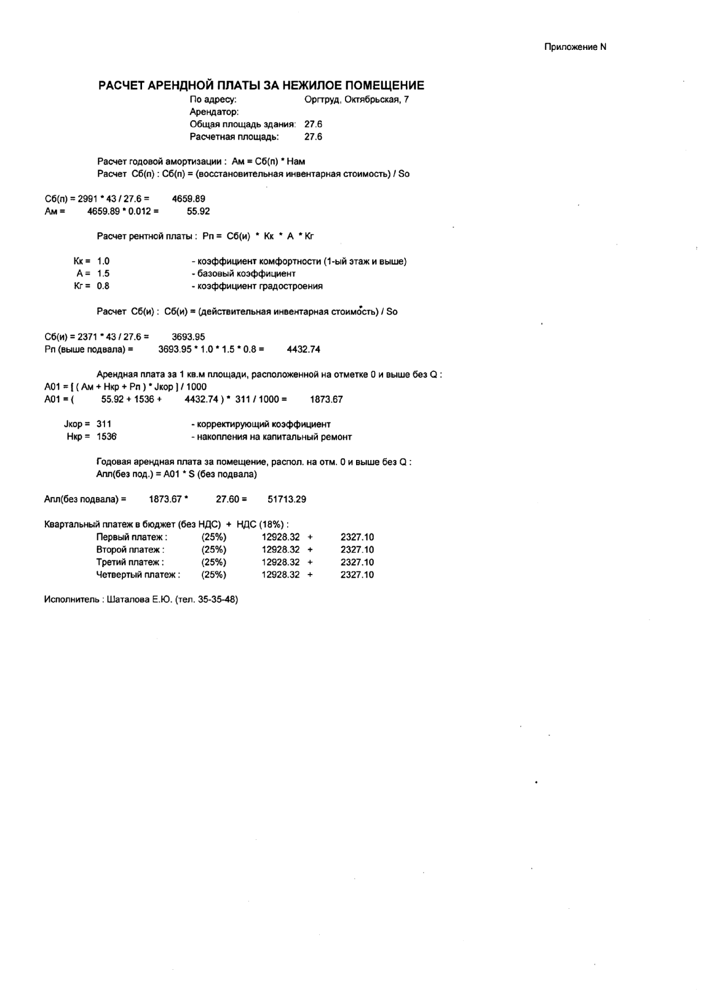 Приложение N
РАСЧЕТ АРЕНДНОЙ ПЛАТЫ ЗА НЕЖИЛОЕ ПОМЕЩЕНИЕ
По адресу: Оргтруд, Октябрьская, 7
Арендатор:
Общая площадь здания: 27.6
Расчетная площадь: 27.6
Расчет годовой амортизации : Ам = Сб(п) * Нам
Расчет Сб(п) : Сб(п) = (восстановительная инвентарная стоимость) / So
Сб(п) = 2991 * 43 / 27.6 = 4659.89
Ам = 4659.89 * 0.012 = 55.92
Расчет рентной платы : Рп = Сб(и) * Кк * А * Кг
Кк = 1.0 - коэффициент комфортности (1-ый этаж и выше)
А = 1.5 - базовый коэффициент
Кг = 0.8 - коэффициент градостроения
Расчет Сб(и) : Сб(и) = (действительная инвентарная стоимость) / So
Сб(и) = 2371 * 43 / 27.6 = 3693.95
Рп (выше подвала) = 3693.95 * 1.0 * 1.5 * 0.8 = 4432.74
Арендная плата за 1 кв.м площади, расположенной на отметке 0 и выше без Q :
А01 = [ ( Ам + Нкр + Рп ) * Jкор ] / 1000
А01 = ( 55.92 + 1536 + 4432.74 ) * 311 / 1000 = 1873.67
Jкор = 311 - корректирующий коэффициент
Нкр = 1536 - накопления на капитальный ремонт
Годовая арендная плата за помещение, распол. на отм. 0 и выше без Q :
Апл(без под.) = А01 * S (без подвала)
Апл(без подвала) = 1873.67 * 27.60 = 51713.29
Квартальный платеж в бюджет (без НДС) + НДС (18%) :
Первый платеж : (25%) 12928.32 + 2327.10
Второй платеж : (25%) 12928.32 + 2327.10
Третий платеж : (25%) 12928.32 + 2327.10
Четвертый платеж : (25%) 12928.32 + 2327.10
Исполнитель : Шаталова Е.Ю. (тел. 35-35-48)